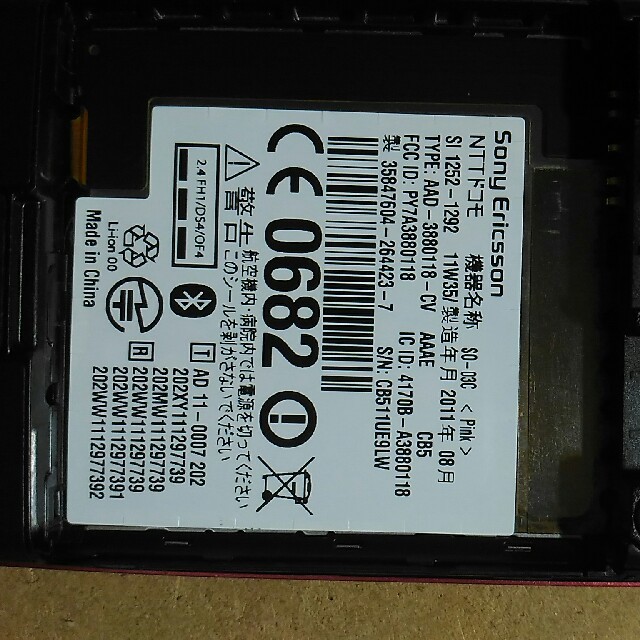 Sony Ericsson
NTTドコモ 機器名称 SO-03C < Pink >
SI 1252-1292 11W35/製造年月 2011年 08月
TYPE: AAD-3880118-CV AAAE CB5
FCC ID: PY7A3880118 IC ID: 4170B-A3880118
製 35847604-264423-7 S/N: CB511UE9LW
CE 0682
警告 航空機内・病院内では電源を切ってください
このシールを剥がさないでください
2.4 FH1/DS4/OF4
Li-ion 00
Made in China
T AD 11-0007 202
202XY111297739
202MW111297739
R 202WW111297739
202WW1112977391
202WW1112977392